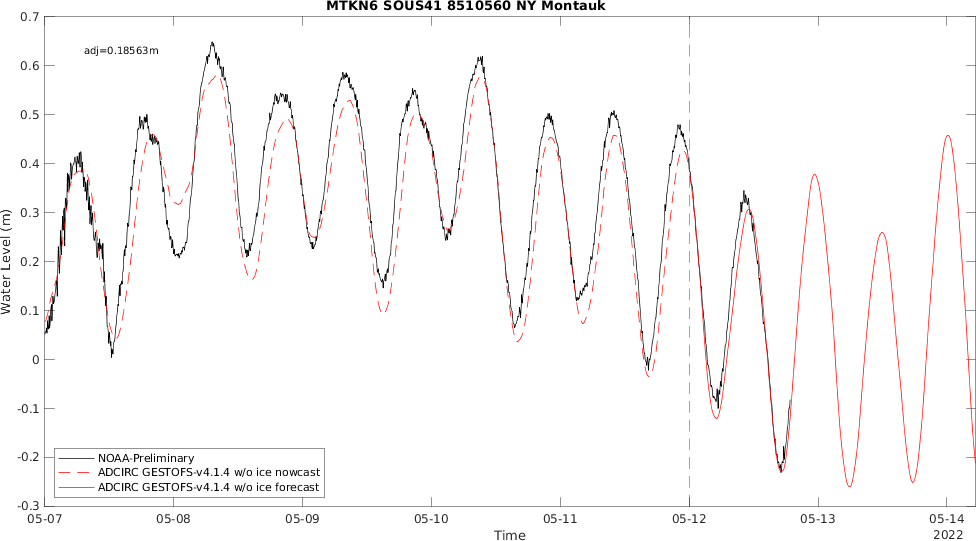 MTKN6 SOUS41 8510560 NY Montauk
adj=0.18563m
0.7
0.6
0.5
0.4
0.3
0.2
0.1
0
-0.1
-0.2
-0.3
Water Level (m)
NOAA-Preliminary
ADCIRC GESTOFS-v4.1.4 w/o ice nowcast
ADCIRC GESTOFS-v4.1.4 w/o ice forecast
05-07 05-08 05-09 05-10 05-11 05-12 05-13 05-14
Time
2022